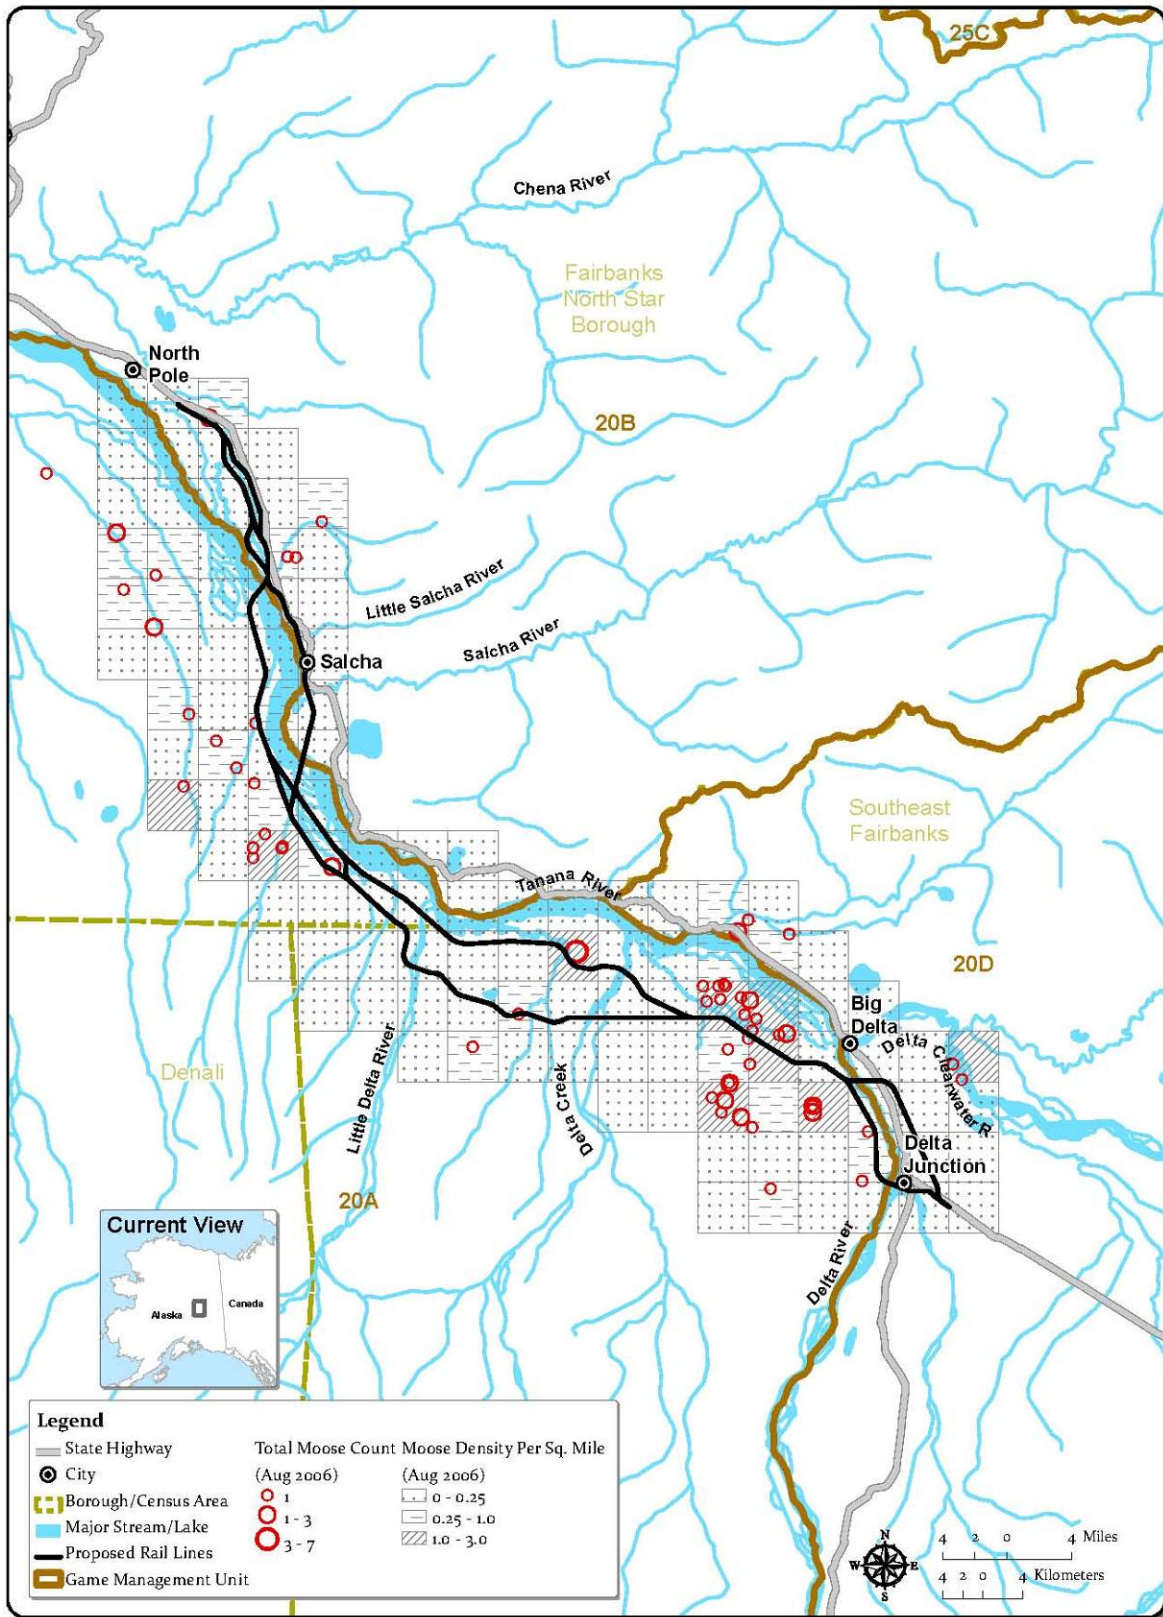 25C
Chena River
Fairbanks
North Star
Borough
North
Pole
20B
Little Salcha River
Salcha River
Salcha
Southeast
Fairbanks
Tanana River
20D
Big
Delta
Delta Clearwater R
Denali
Little Delta River
Delta Creek
Delta
Junction
20A
Delta River
Current View
Alaska
Canada
Legend
State Highway
City
Borough/Census Area
Major Stream/Lake
Proposed Rail Lines
Game Management Unit
Total Moose Count
(Aug 2006)
1
1 - 3
3 - 7
Moose Density Per Sq. Mile
(Aug 2006)
0 - 0.25
0.25 - 1.0
1.0 - 3.0
N
W E
S
4 2 0 4 Miles
4 2 0 4 Kilometers